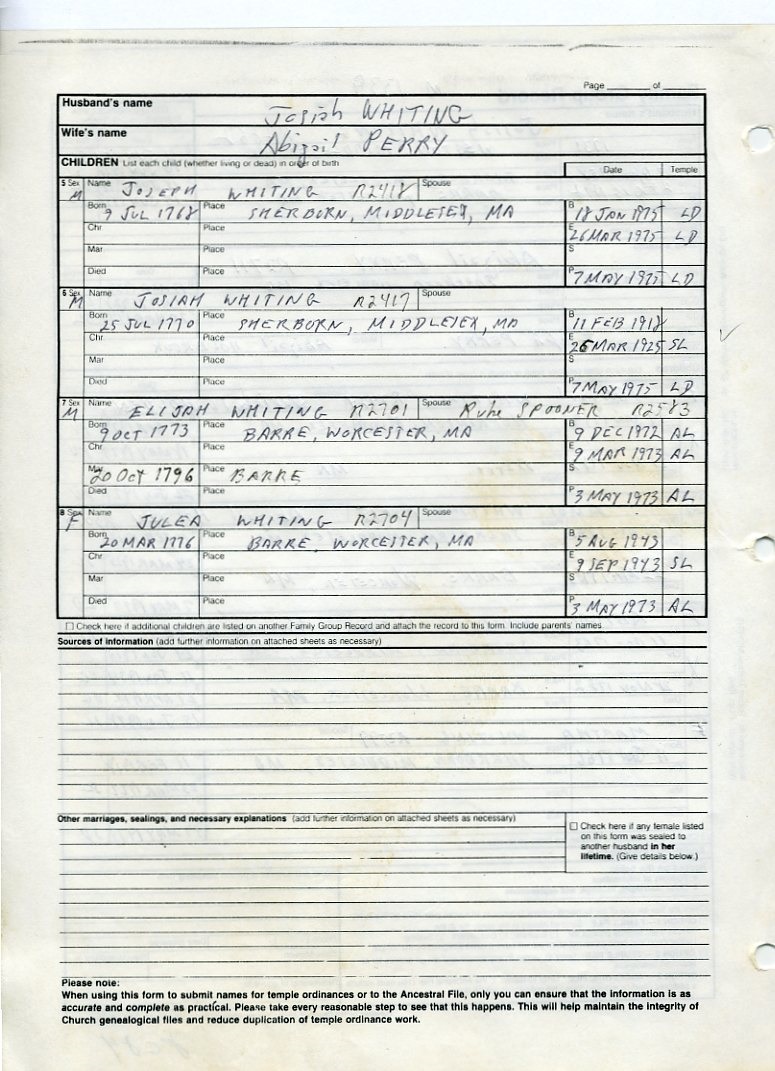 Page ______ of ______
Husband's name Josiah WHITING
Wife's name Abigail PERRY
CHILDREN List each child (whether living or dead) in order of birth Date Temple
5 Sex M Name JOSEPH WHITING R2418 Spouse
Born 9 JUL 1768 Place SHERBORN, MIDDLESEX, MA B 18 JAN 1975 LD
Chr Place E 26 MAR 1975 LD
Mar Place S
Died Place P 7 MAY 1975 LD
6 Sex M Name JOSIAH WHITING R2417 Spouse
Born 25 JUL 1770 Place SHERBORN, MIDDLESEX, MA B 11 FEB 1918
Chr Place E 26 MAR 1925 SL
Mar Place S
Died Place P 7 MAY 1975 LD
7 Sex M Name ELIJAH WHITING R2701 Spouse Ruhe SPOONER R2583
Born 9 OCT 1773 Place BARRE, WORCESTER, MA B 9 DEC 1972 AL
Chr Place E 9 MAR 1973 AL
Mar 20 Oct 1796 Place BARRE S
Died Place P 3 MAY 1973 AL
8 Sex F Name JULEA WHITING R2704 Spouse
Born 20 MAR 1776 Place BARRE, WORCESTER, MA B 5 AUG 1943
Chr Place E 9 SEP 1943 SL
Mar Place S
Died Place P 3 MAY 1973 AL
☐ Check here if additional children are listed on another Family Group Record and attach the record to this form. Include parents' names
Sources of information (add further information on attached sheets as necessary)
Other marriages, sealings, and necessary explanations (add further information on attached sheets as necessary)
☐ Check here if any female listed
on this form was sealed to
another husband in her
lifetime. (Give details below.)
Please note:
When using this form to submit names for temple ordinances or to the Ancestral File, only you can ensure that the information is as
accurate and complete as practical. Please take every reasonable step to see that this happens. This will help maintain the integrity of
Church genealogical files and reduce duplication of temple ordinance work.